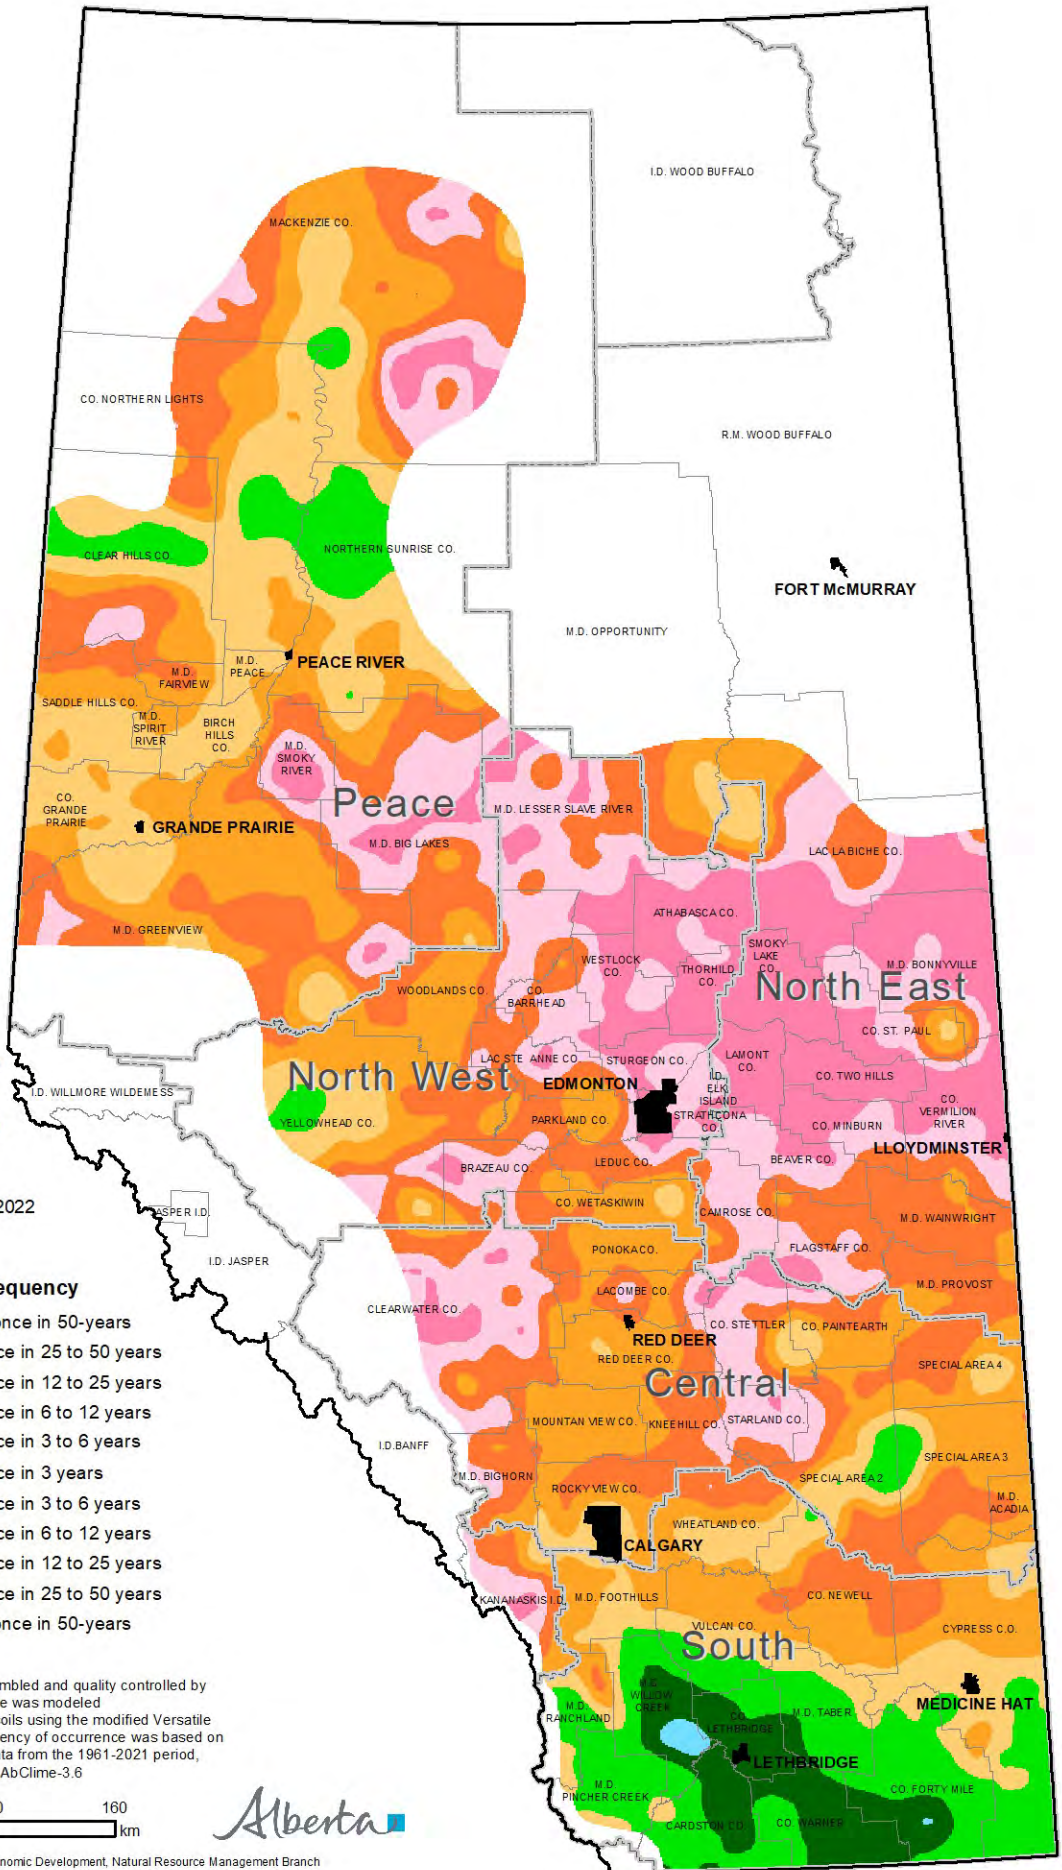 I.D. WOOD BUFFALO
MACKENZIE CO.
CO. NORTHERN LIGHTS
R.M. WOOD BUFFALO
CLEAR HILLS CO.
NORTHERN SUNRISE CO.
FORT McMURRAY
M.D. OPPORTUNITY
PEACE RIVER
M.D.
PEACE
M.D.
FAIRVIEW
SADDLE HILLS CO.
M.D.
SPIRIT
RIVER
BIRCH
HILLS
CO.
M.D.
SMOKY
RIVER
CO.
GRANDE
PRAIRIE
Peace
M.D. LESSER SLAVE RIVER
GRANDE PRAIRIE
M.D. BIG LAKES
LAC LA BICHE CO.
M.D. GREENVIEW
ATHABASCA CO.
SMOKY
LAKE
CO.
WESTLOCK
CO.
THORHILD
CO.
M.D. BONNYVILLE
North East
WOODLANDS CO.
CO.
BARRHEAD
CO. ST. PAUL
LAC STE ANNE CO.
STURGEON CO.
LAMONT
CO.
North West
EDMONTON
I.D.
ELK
ISLAND
CO. TWO HILLS
I.D. WILLMORE WILDEMESS
STRATHCONA
CO.
CO.
VERMILION
RIVER
YELLOWHEAD CO.
PARKLAND CO.
CO. MINBURN
LLOYDMINSTER
BRAZEAU CO.
LEDUC CO.
BEAVER CO.
CO. WETASKIWIN
2022
JASPER I.D.
CAMROSE CO.
M.D. WAINWRIGHT
I.D. JASPER
PONOKA CO.
FLAGSTAFF CO.
equency
LACOMBE CO.
M.D. PROVOST
CLEARWATER CO.
once in 50-years
CO. STETTLER
CO. PAINTEARTH
RED DEER
ce in 25 to 50 years
RED DEER CO.
SPECIAL AREA 4
ce in 12 to 25 years
Central
ce in 6 to 12 years
MOUNTAN VIEW CO.
KNEEHILL CO.
STARLAND CO.
ce in 3 to 6 years
I.D.BANFF
SPECIAL AREA 3
ce in 3 years
M.D. BIGHORN
SPECIAL AREA 2
ROCKY VIEW CO.
M.D.
ACADIA
ce in 3 to 6 years
WHEATLAND CO.
ce in 6 to 12 years
CALGARY
ce in 12 to 25 years
ce in 25 to 50 years
KANANASKIS I.D.
M.D. FOOTHILLS
CO. NEWELL
once in 50-years
VULCAN CO.
CYPRESS C.O.
South
mbled and quality controlled by
re was modeled
oils using the modified Versatile
ency of occurrence was based on
ta from the 1961-2021 period,
AbClime-3.6
WILLOW
CREEK
M.D.
RANCHLAND
CO.
LETHBRIDGE
M.D. TABER
MEDICINE HAT
LETHBRIDGE
M.D.
PINCHER CREEK
CO. FORTY MILE
0
160
km
Alberta
CARDSTON CO.
CO. WARNER
nomic Development, Natural Resource Management Branch